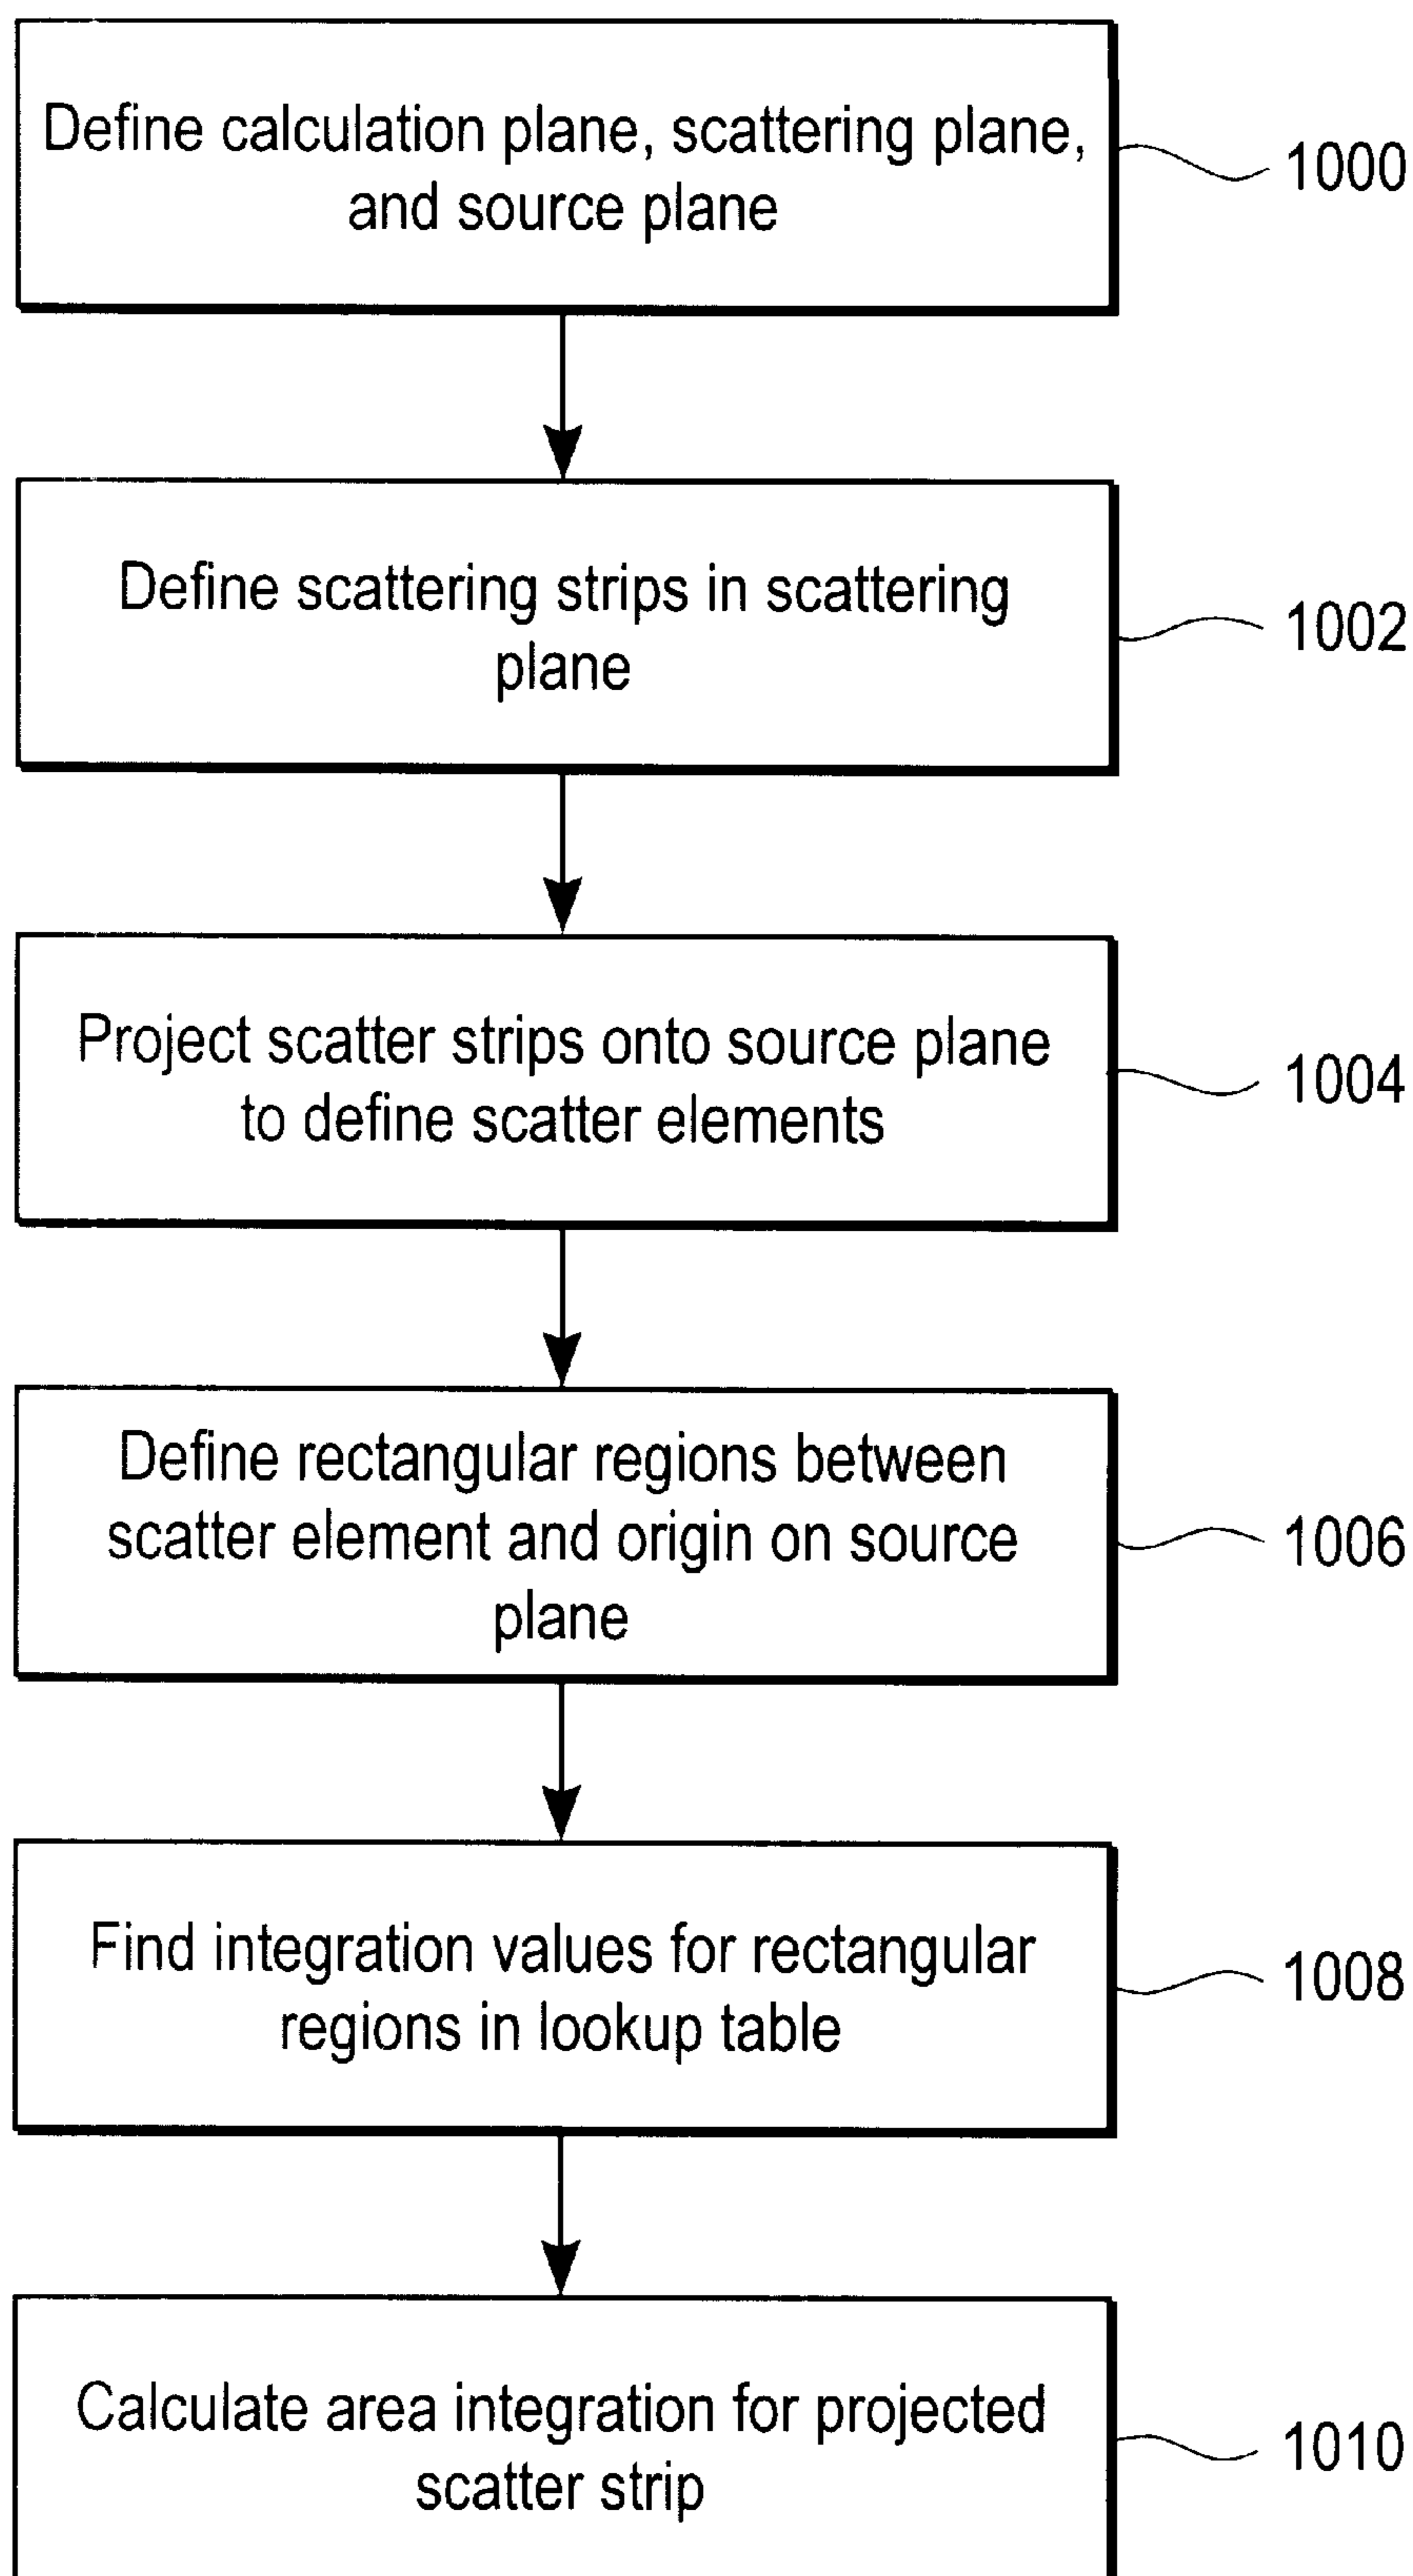 Define calculation plane, scattering plane,
and source plane
1000
Define scattering strips in scattering
plane
1002
Project scatter strips onto source plane
to define scatter elements
1004
Define rectangular regions between
scatter element and origin on source
plane
1006
Find integration values for rectangular
regions in lookup table
1008
Calculate area integration for projected
scatter strip
1010